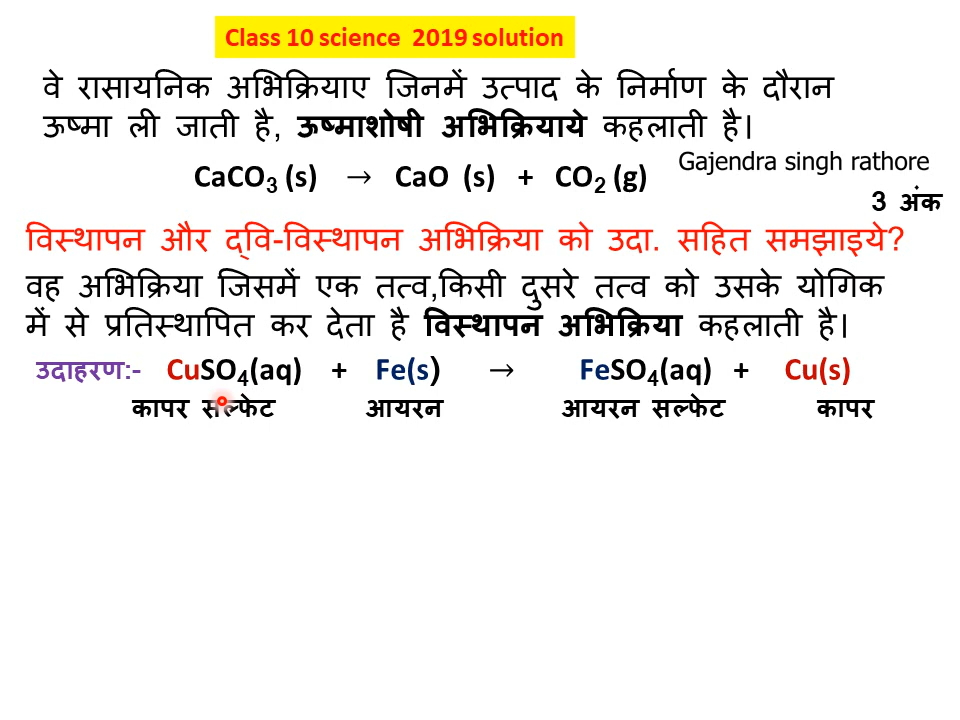 Class 10 science 2019 solution
वे रासायनिक अभिक्रियाए जिनमें उत्पाद के निर्माण के दौरान
ऊष्मा ली जाती है, ऊष्माशोषी अभिक्रियाये कहलाती है।
CaCO₃ (s) → CaO (s) + CO₂ (g)
Gajendra singh rathore
3 अंक
विस्थापन और द्वि-विस्थापन अभिक्रिया को उदा. सहित समझाइये?
वह अभिक्रिया जिसमें एक तत्व,किसी दुसरे तत्व को उसके योगिक
में से प्रतिस्थापित कर देता है विस्थापन अभिक्रिया कहलाती है।
उदाहरण:- CuSO₄(aq) + Fe(s) → FeSO₄(aq) + Cu(s)
कापर सल्फेट आयरन आयरन सल्फेट कापर